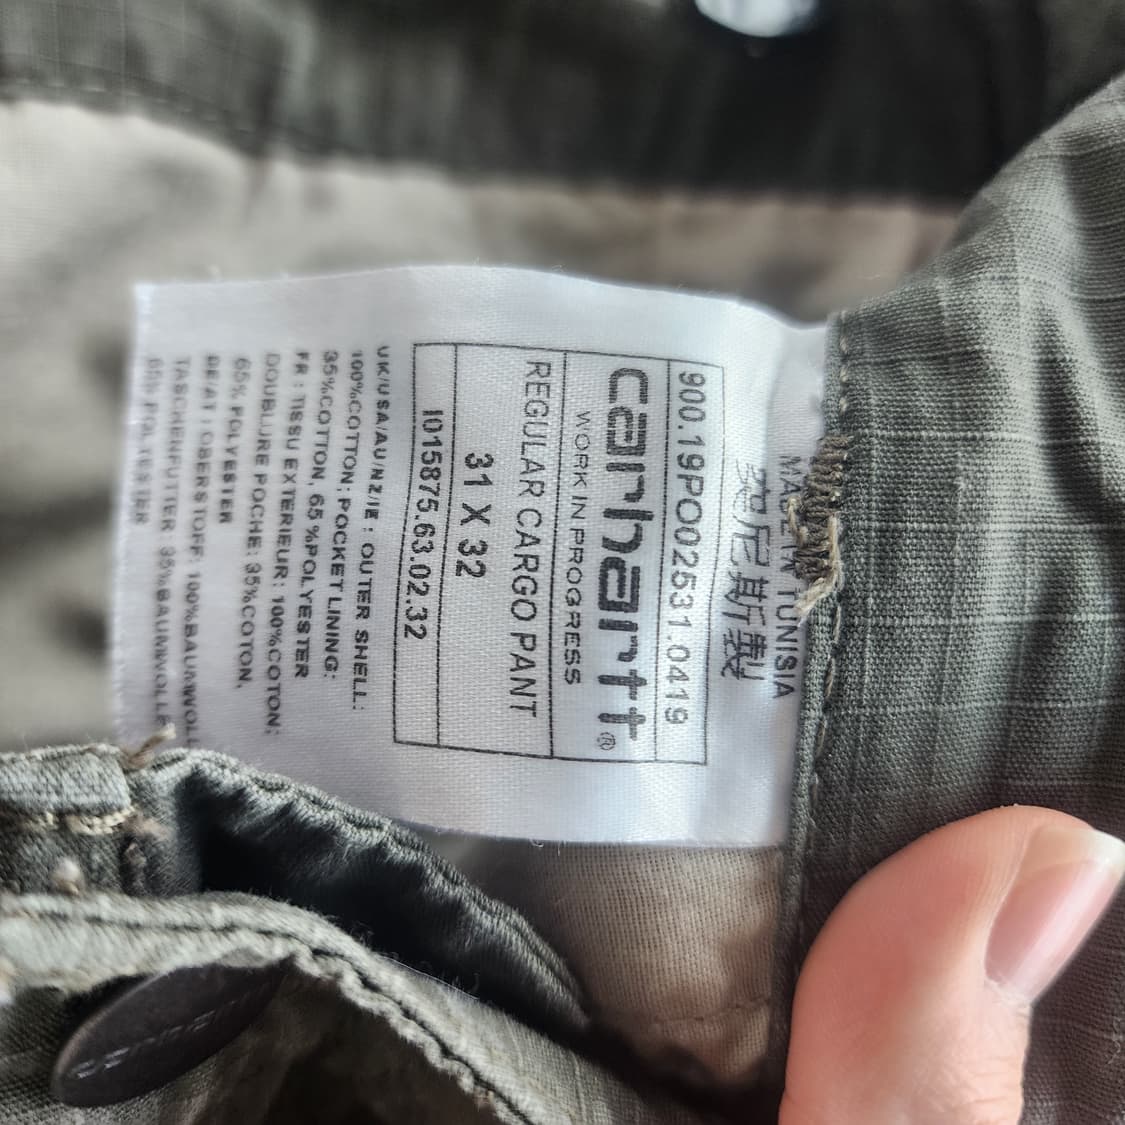 MADE IN TUNISIA
突尼斯製
900.19PO002531.0419
carhartt®
WORK IN PROGRESS
REGULAR CARGO PANT
31 X 32
I015875.63.02.32
UK/USA/AU/NZ/IE : OUTER SHELL:
100%COTTON; POCKET LINING:
35%COTTON, 65%POLYESTER
FR : TISSU EXTERIEUR: 100%COTON;
DOUBLURE POCHE: 35%COTON,
65% POLYESTER
DE/AT : OBERSTOFF: 100%BAUMWOLL
TASCHENFUTTER: 35%BAUMWOLLE
65% POLYESTER